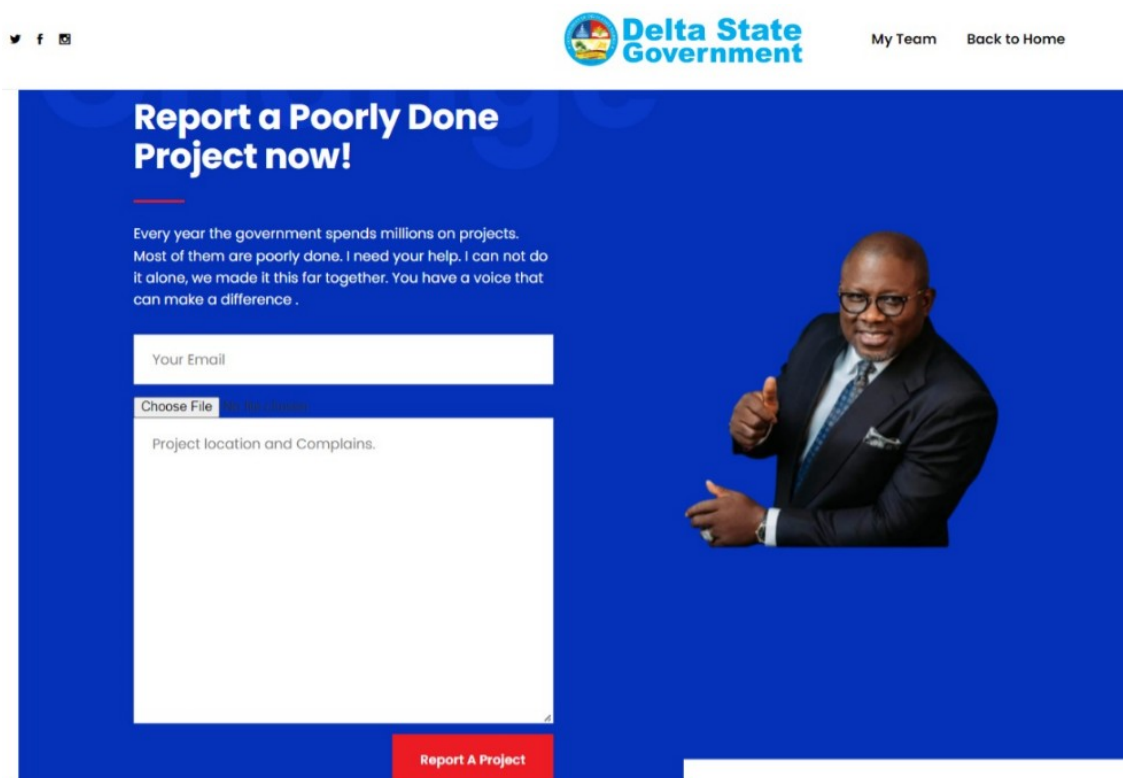 Delta State
Government
My Team
Back to Home
Report a Poorly Done
Project now!
Every year the government spends millions on projects.
Most of them are poorly done. I need your help. I can not do
it alone, we made it this far together. You have a voice that
can make a difference .
Your Email
Choose File No file chosen
Project location and Complains.
Report A Project